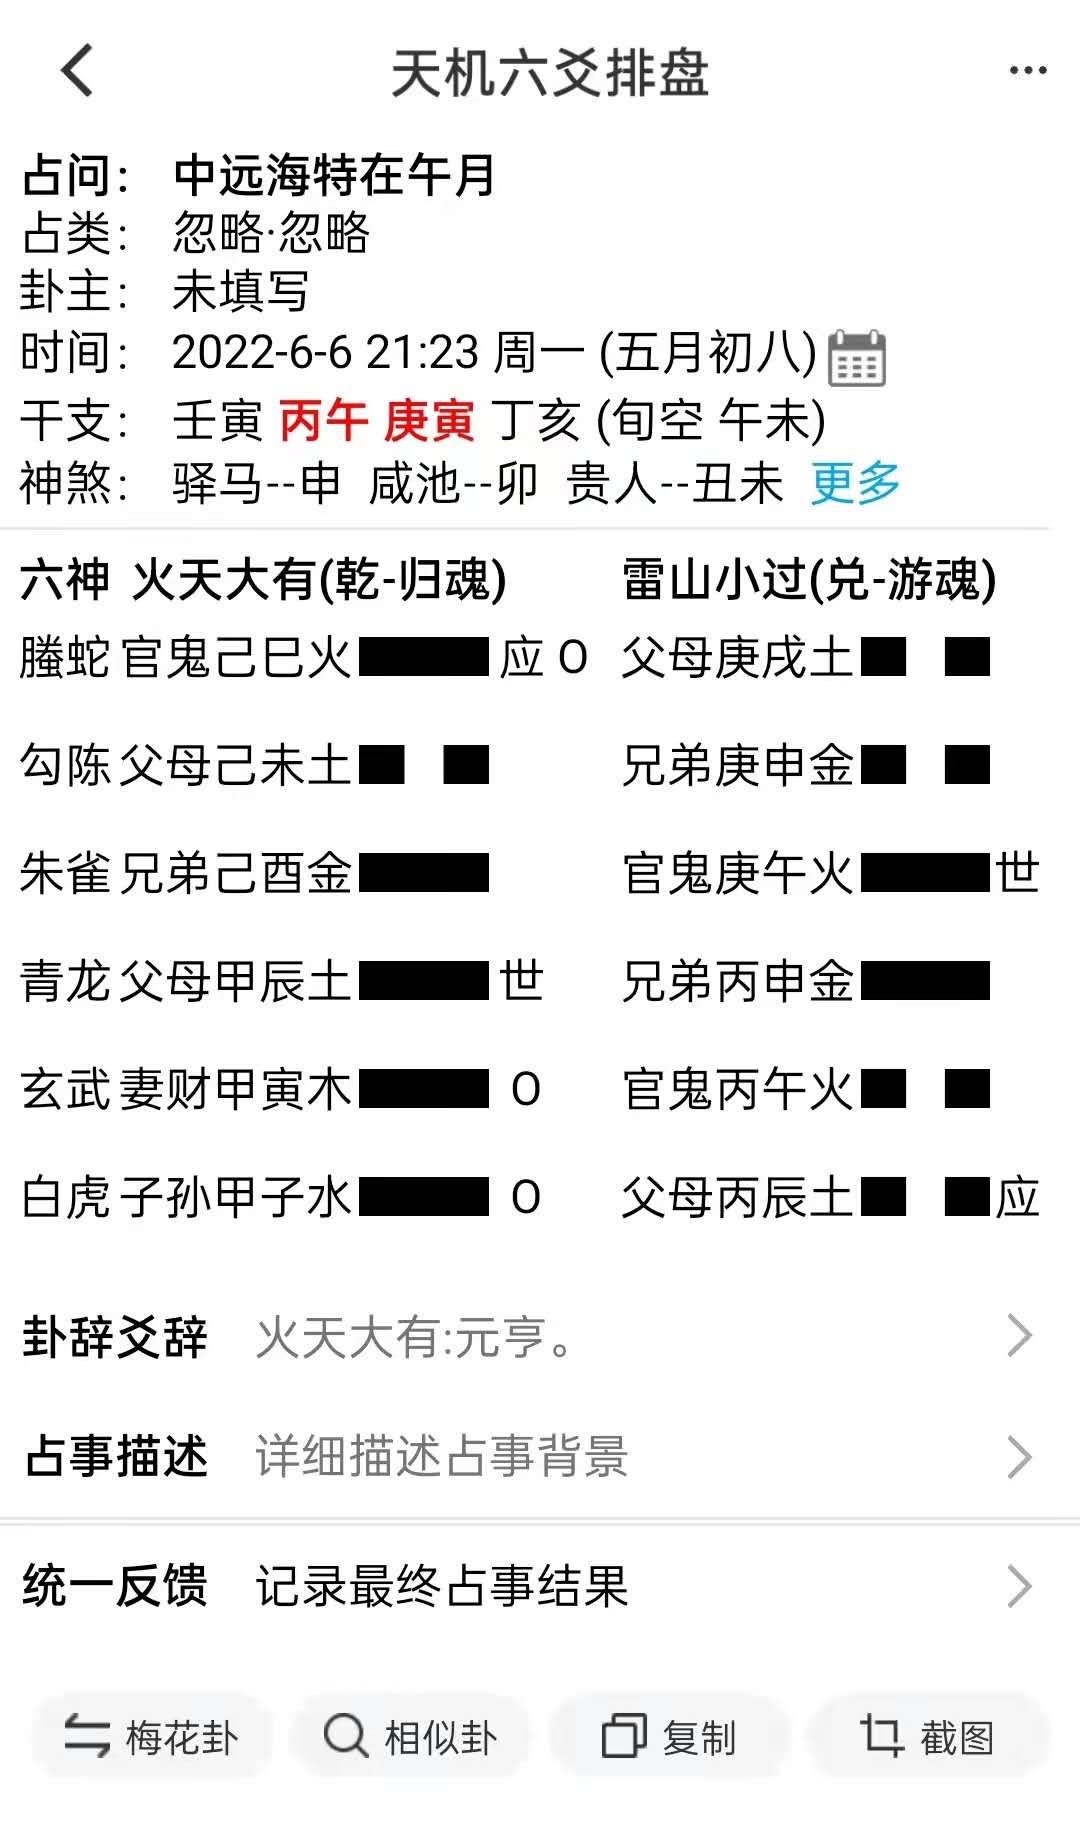 天机六爻排盘
占问： 中远海特在午月
占类： 忽略·忽略
卦主： 未填写
时间： 2022-6-6 21:23 周一 (五月初八)
干支： 壬寅 丙午 庚寅 丁亥 (旬空 午未)
神煞： 驿马--申 咸池--卯 贵人--丑未 更多
六神 火天大有(乾-归魂) 雷山小过(兑-游魂)
螣蛇 官鬼己巳火 应 O 父母庚戌土
勾陈 父母己未土 兄弟庚申金
朱雀 兄弟己酉金 官鬼庚午火 世
青龙 父母甲辰土 世 兄弟丙申金
玄武 妻财甲寅木 O 官鬼丙午火
白虎 子孙甲子水 O 父母丙辰土 应
卦辞爻辞 火天大有:元亨。
占事描述 详细描述占事背景
统一反馈 记录最终占事结果
梅花卦 相似卦 复制 截图